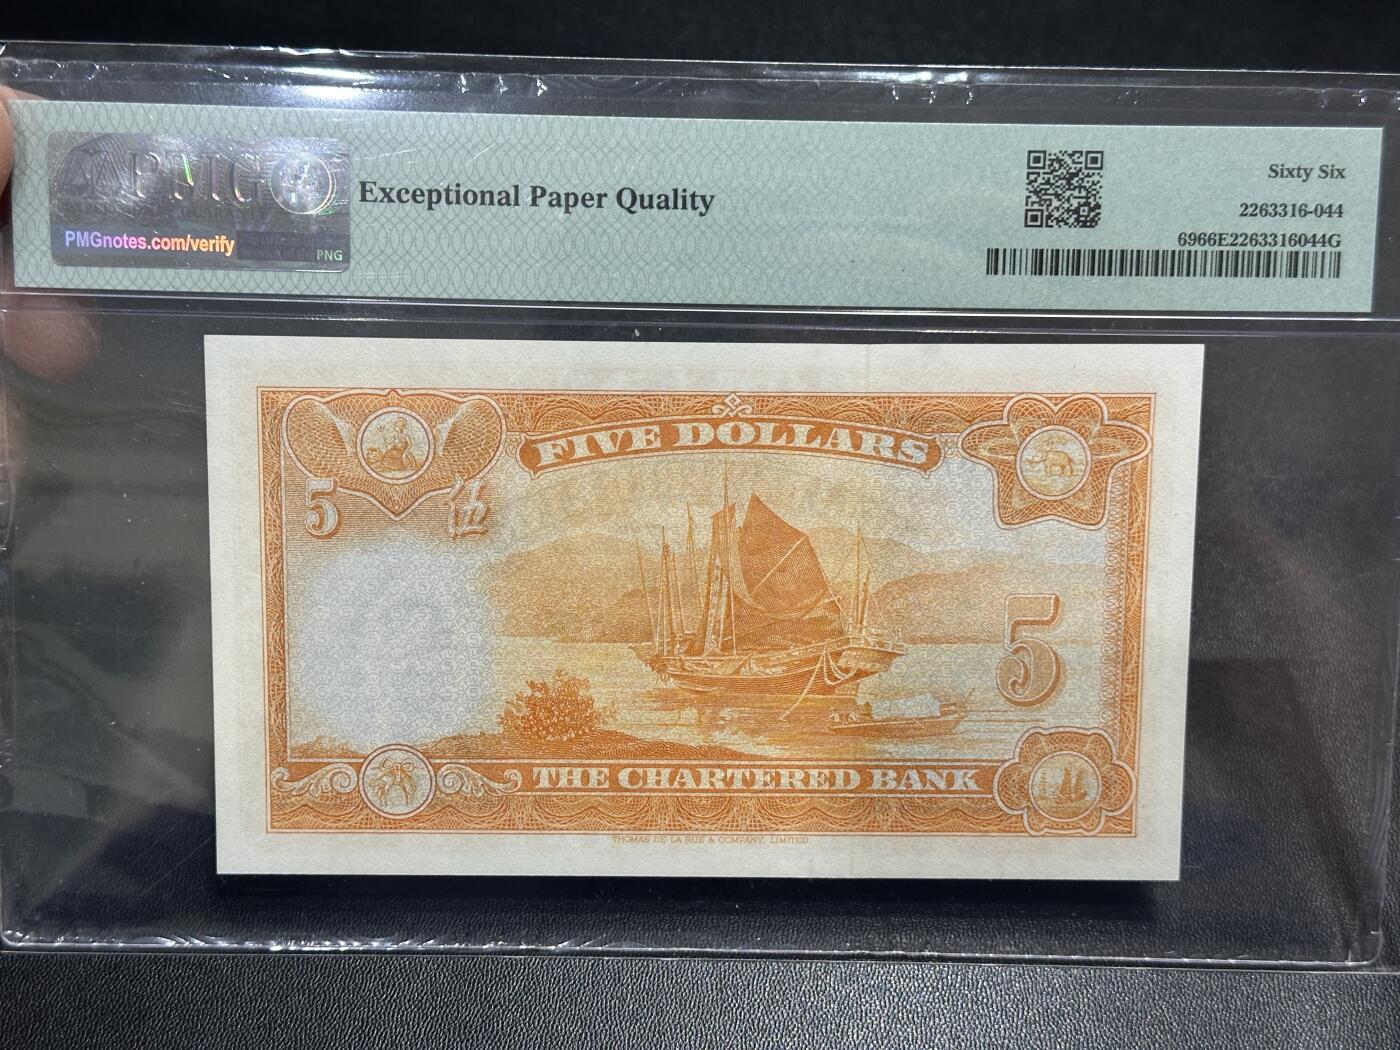 PMG
PMGnotes.com/verify
PNG
Exceptional Paper Quality
Sixty Six
2263316-044
6966E2263316044G
FIVE DOLLARS
5
伍
5
THE CHARTERED BANK
THOMAS DE LA RUE & COMPANY, LIMITED.